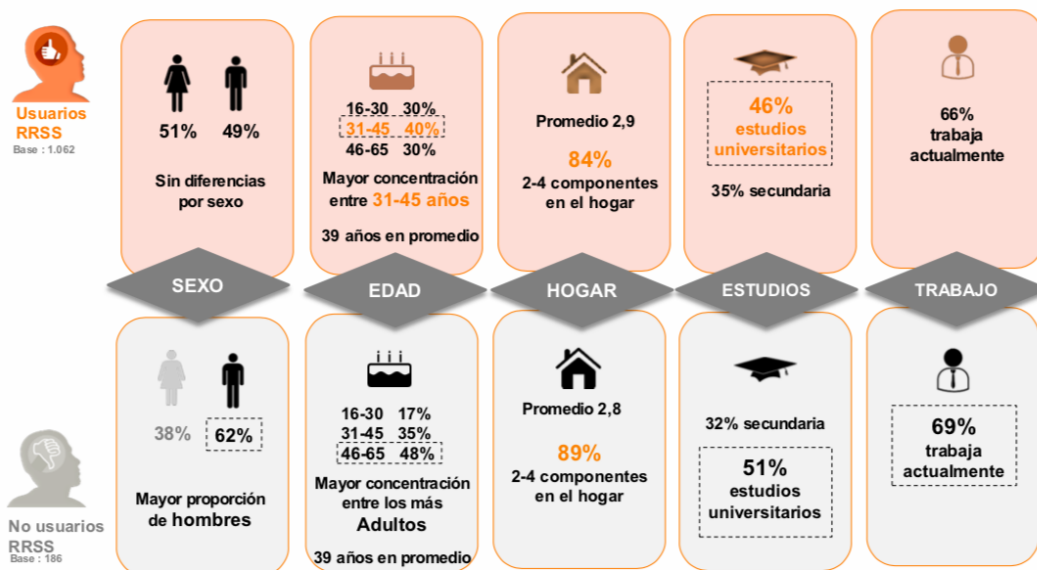 Usuarios
RRSS
Base : 1.062
51% 49%
Sin diferencias
por sexo
16-30 30%
31-45 40%
46-65 30%
Mayor concentración
entre 31-45 años
39 años en promedio
Promedio 2,9
84%
2-4 componentes
en el hogar
46%
estudios
universitarios
35% secundaria
66%
trabaja
actualmente
SEXO
EDAD
HOGAR
ESTUDIOS
TRABAJO
No usuarios
RRSS
Base : 186
38% 62%
Mayor proporción
de hombres
16-30 17%
31-45 35%
46-65 48%
Mayor concentración
entre los más
Adultos
39 años en promedio
Promedio 2,8
89%
2-4 componentes
en el hogar
32% secundaria
51%
estudios
universitarios
69%
trabaja
actualmente